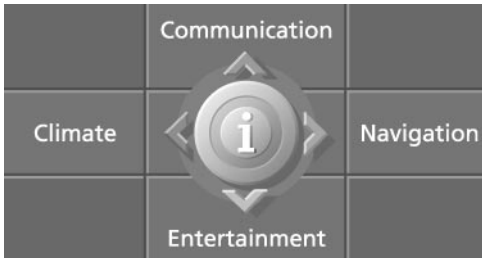 Communication
Climate
i
Navigation
Entertainment